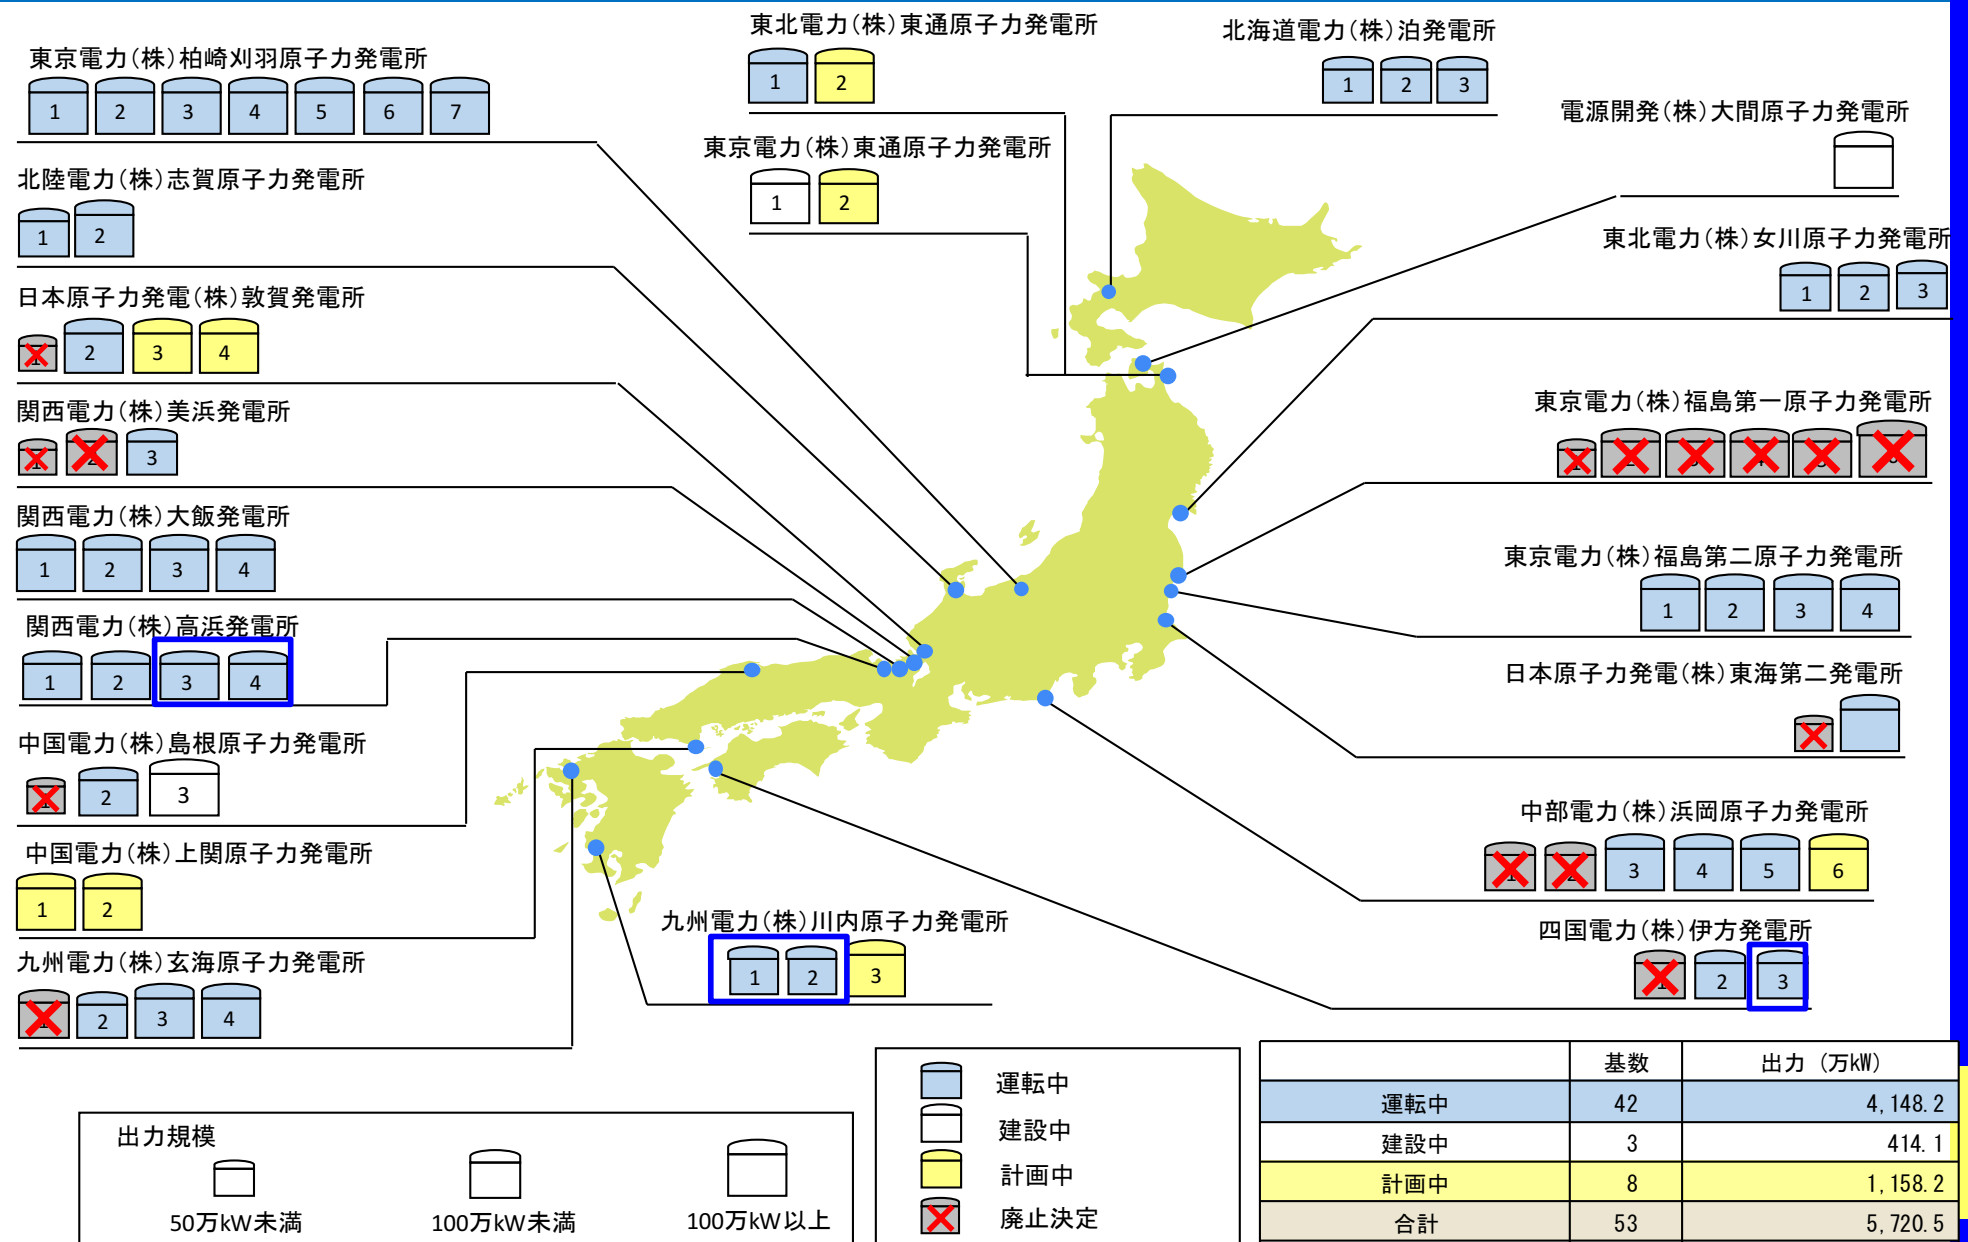 東京電力(株)柏崎刈羽原子力発電所
1 2 3 4 5 6 7
北陸電力(株)志賀原子力発電所
1 2
日本原子力発電(株)敦賀発電所
1 2 3 4
関西電力(株)美浜発電所
1 2 3
関西電力(株)大飯発電所
1 2 3 4
関西電力(株)高浜発電所
1 2 3 4
中国電力(株)島根原子力発電所
1 2 3
中国電力(株)上関原子力発電所
1 2
九州電力(株)玄海原子力発電所
1 2 3 4
東北電力(株)東通原子力発電所
1 2
東京電力(株)東通原子力発電所
1 2
北海道電力(株)泊発電所
1 2 3
電源開発(株)大間原子力発電所
東北電力(株)女川原子力発電所
1 2 3
東京電力(株)福島第一原子力発電所
1 2 3 4 5 6
東京電力(株)福島第二原子力発電所
1 2 3 4
日本原子力発電(株)東海第二発電所
中部電力(株)浜岡原子力発電所
1 2 3 4 5 6
四国電力(株)伊方発電所
1 2 3
九州電力(株)川内原子力発電所
1 2 3
出力規模
50万kW未満 100万kW未満 100万kW以上
運転中
建設中
計画中
廃止決定
基数 出力 (万kW)
運転中 42 4,148.2
建設中 3 414.1
計画中 8 1,158.2
合計 53 5,720.5